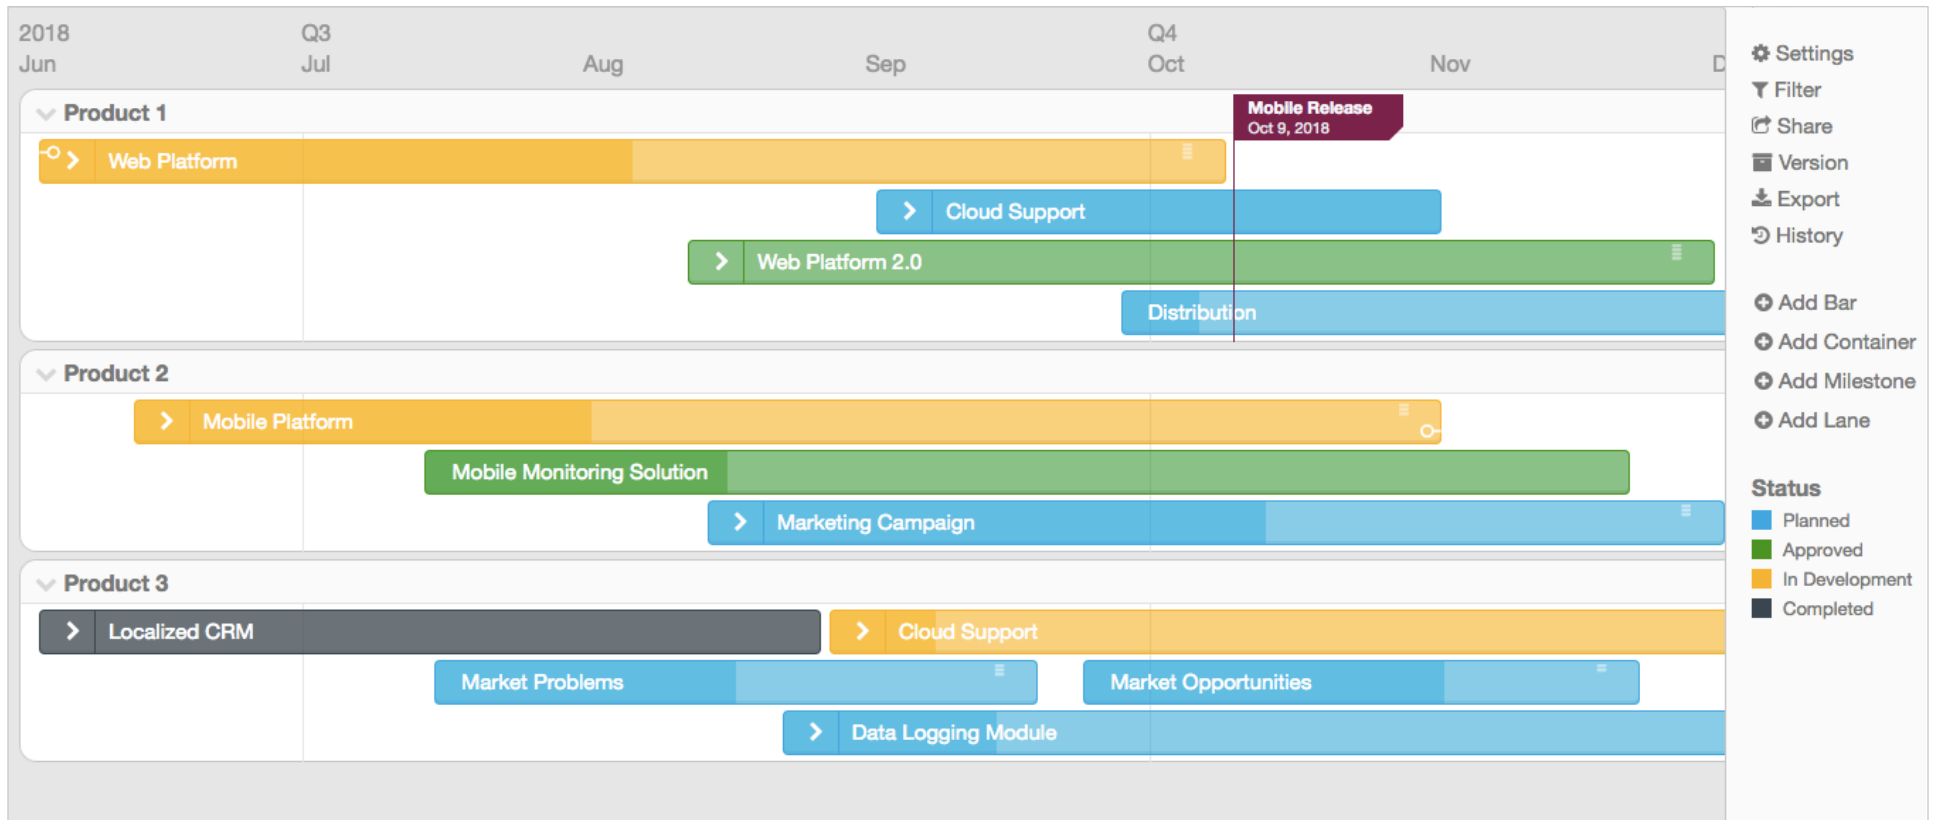 2018 Q3 Q4
Jun Jul Aug Sep Oct Nov D
Product 1
Mobile Release
Oct 9, 2018
Web Platform
Cloud Support
Web Platform 2.0
Distribution
Product 2
Mobile Platform
Mobile Monitoring Solution
Marketing Campaign
Product 3
Localized CRM Cloud Support
Market Problems Market Opportunities
Data Logging Module
Settings
Filter
Share
Version
Export
History
Add Bar
Add Container
Add Milestone
Add Lane
Status
Planned
Approved
In Development
Completed